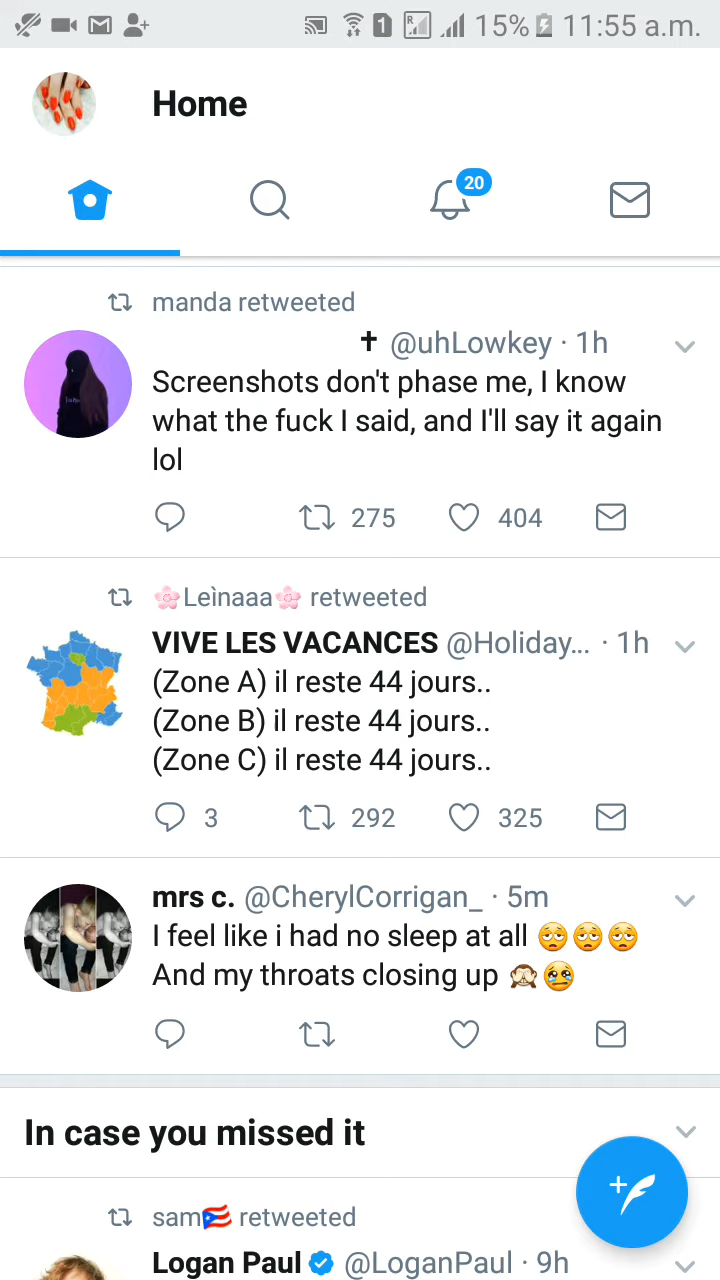 15% 11:55 a.m.
Home
20
manda retweeted
✝ @uhLowkey · 1h
Screenshots don't phase me, I know
what the fuck I said, and I'll say it again
lol
275 404
🌸Leìnaaa🌸 retweeted
VIVE LES VACANCES @Holiday... · 1h
(Zone A) il reste 44 jours..
(Zone B) il reste 44 jours..
(Zone C) il reste 44 jours..
3 292 325
mrs c. @CherylCorrigan_ · 5m
I feel like i had no sleep at all 😩😩😩
And my throats closing up 🙈😢
In case you missed it
sam🇵🇷 retweeted
Logan Paul @LoganPaul · 9h